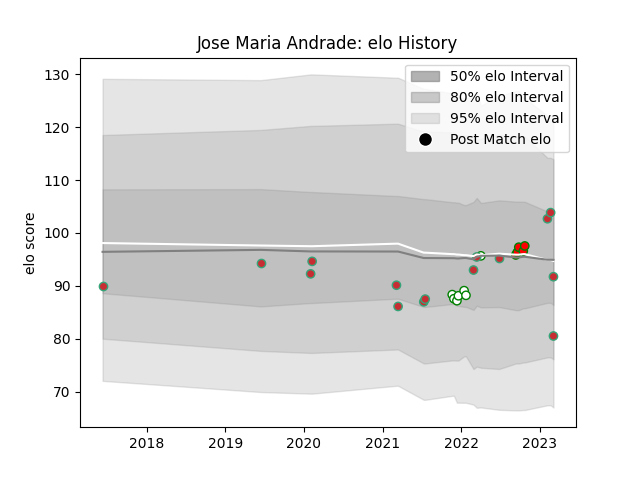 Jose Maria Andrade: elo History
130
120
110
100
90
80
70
elo score
50% elo Interval
80% elo Interval
95% elo Interval
Post Match elo
2018
2019
2020
2021
2022
2023